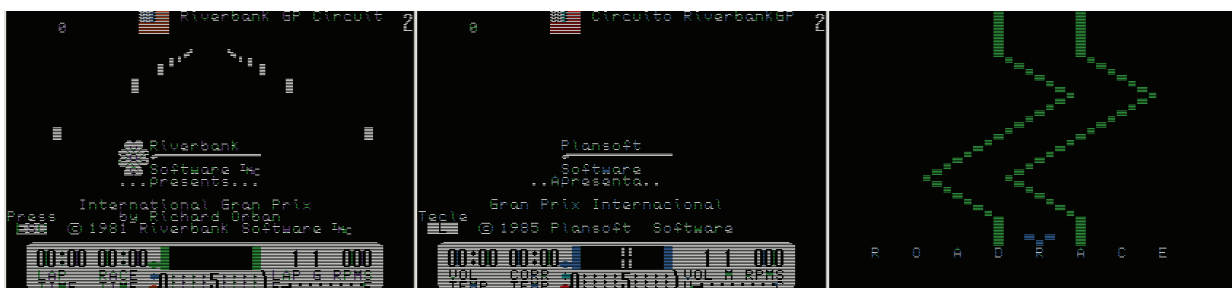 Riverbank GP Circuit
0
2
Riverbank
Software Inc
...Presents...
International Gran Prix
Press
by Richard Orban
© 1981 Riverbank Software Inc
00:00 00:00
1 1 000
LAP RACE
LAP G RPMS
Circuito RiverbankGP
0
2
Plansoft
Software
..Apresenta..
Gran Prix Internacional
Tecle
© 1985 Plansoft Software
00:00 00:00
1 1 000
VOL CORR
VOL M RPMS
R O A D R A C E